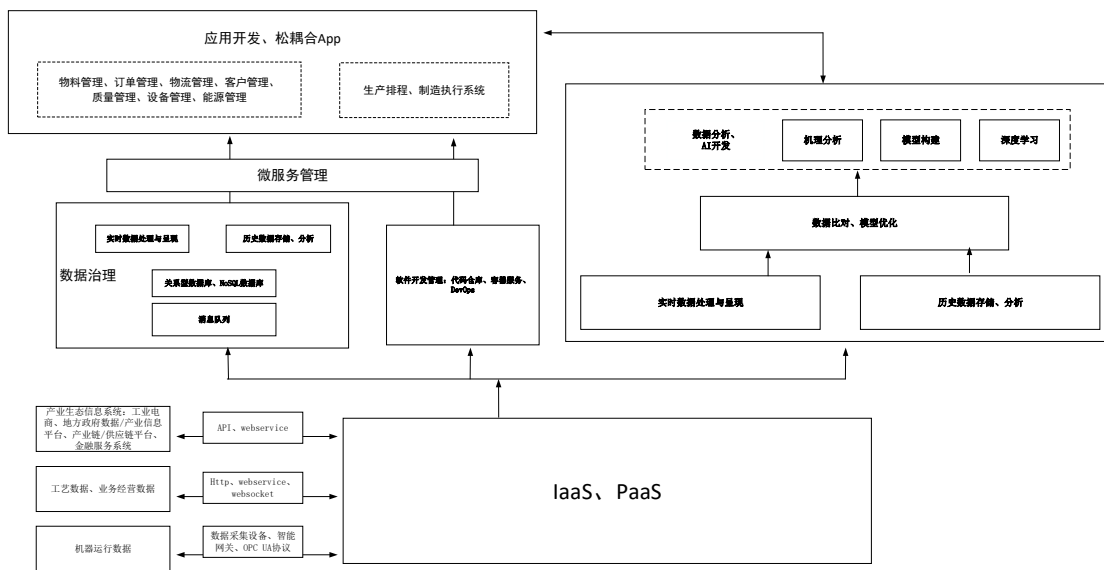 应用开发、松耦合App
物料管理、订单管理、物流管理、客户管理、
质量管理、设备管理、能源管理
生产排程、制造执行系统
微服务管理
数据治理
实时数据处理与呈现
历史数据存储、分析
关系型数据库、NoSQL数据库
消息队列
软件开发管理：代码仓库、容器服务、
DevOps
数据分析、
AI开发
机理分析
模型构建
深度学习
数据比对、模型优化
实时数据处理与呈现
历史数据存储、分析
产业生态信息系统：工业电
商、地方政府数据/产业信息
平台、产业链/供应链平台、
金融服务系统
API、webservice
工艺数据、业务经营数据
Http、webservice、
websocket
机器运行数据
数据采集设备、智能
网关、OPC UA协议
IaaS、PaaS